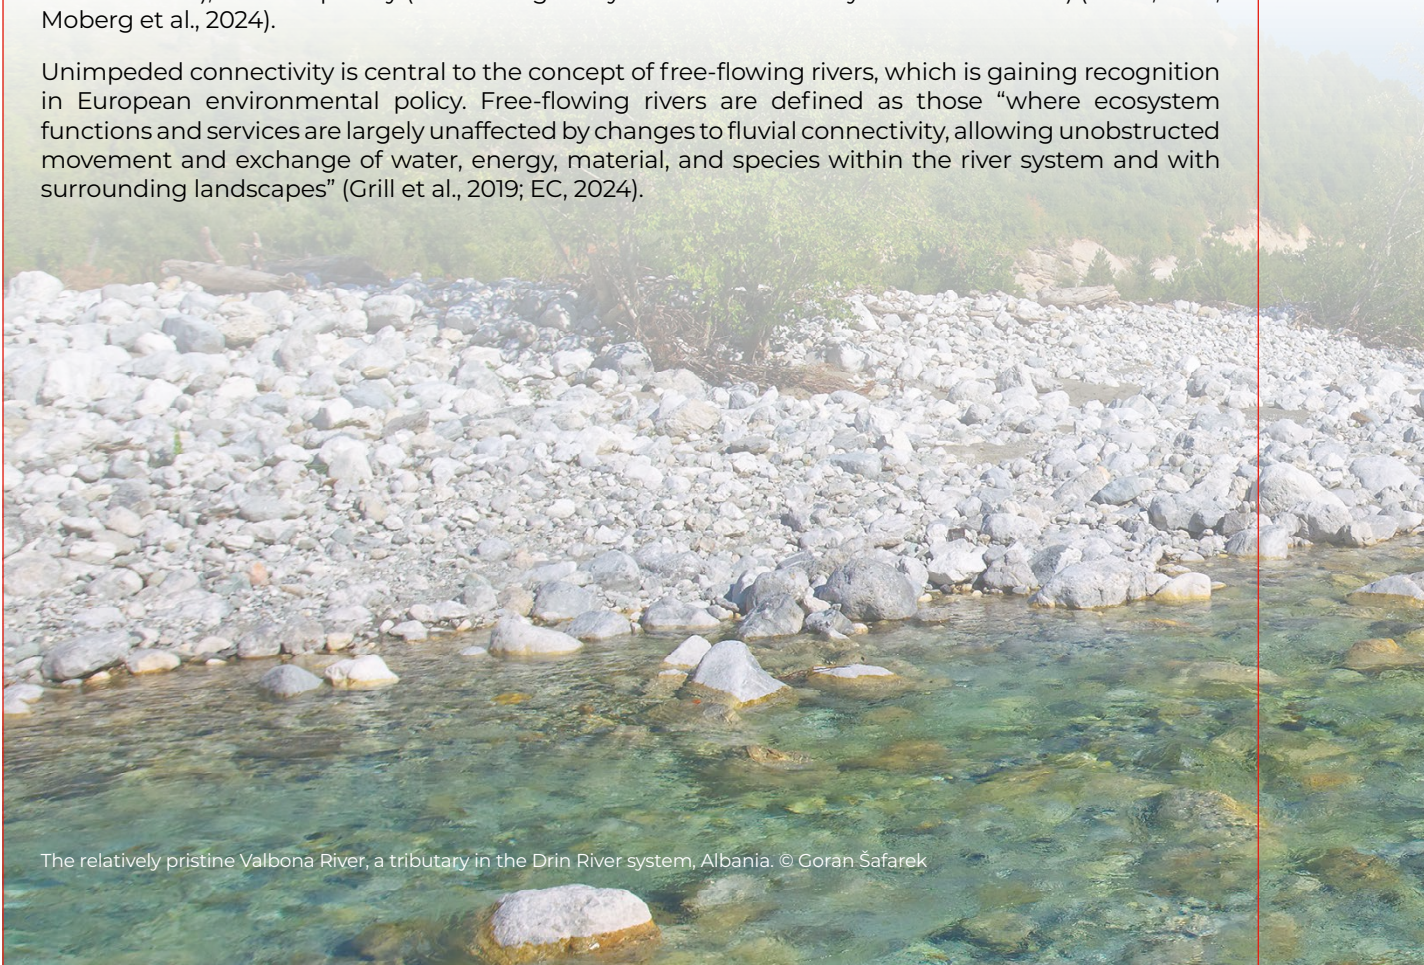 Moberg et al., 2024).
Unimpeded connectivity is central to the concept of free-flowing rivers, which is gaining recognition
in European environmental policy. Free-flowing rivers are defined as those “where ecosystem
functions and services are largely unaffected by changes to fluvial connectivity, allowing unobstructed
movement and exchange of water, energy, material, and species within the river system and with
surrounding landscapes” (Grill et al., 2019; EC, 2024).
The relatively pristine Valbona River, a tributary in the Drin River system, Albania. © Goran Šafarek